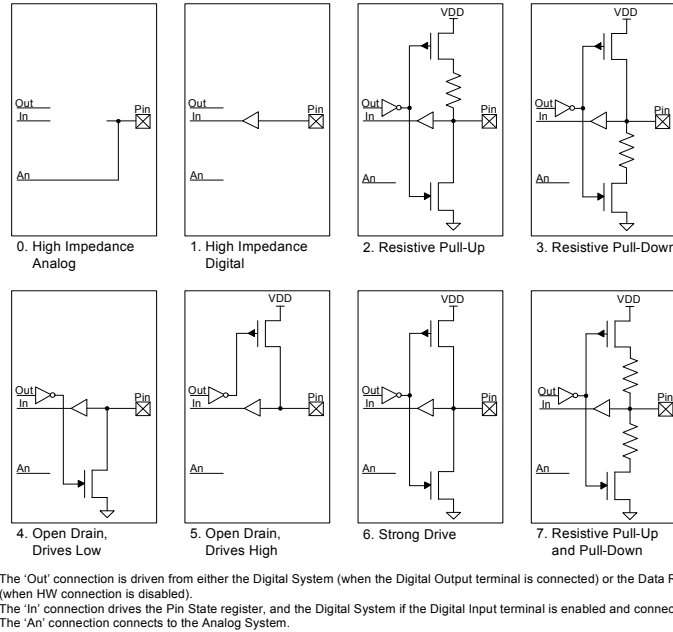 VDD VDD
Out
In Pin
An
0. High Impedance
Analog
Out
In Pin
An
1. High Impedance
Digital
Out
In Pin
An
2. Resistive Pull-Up
Out
In Pin
An
3. Resistive Pull-Down
VDD VDD VDD
Out
In Pin
An
4. Open Drain,
Drives Low
Out
In Pin
An
5. Open Drain,
Drives High
Out
In Pin
An
6. Strong Drive
Out
In Pin
An
7. Resistive Pull-Up
and Pull-Down
The 'Out' connection is driven from either the Digital System (when the Digital Output terminal is connected) or the Data R
(when HW connection is disabled).
The 'In' connection drives the Pin State register, and the Digital System if the Digital Input terminal is enabled and connec
The 'An' connection connects to the Analog System.